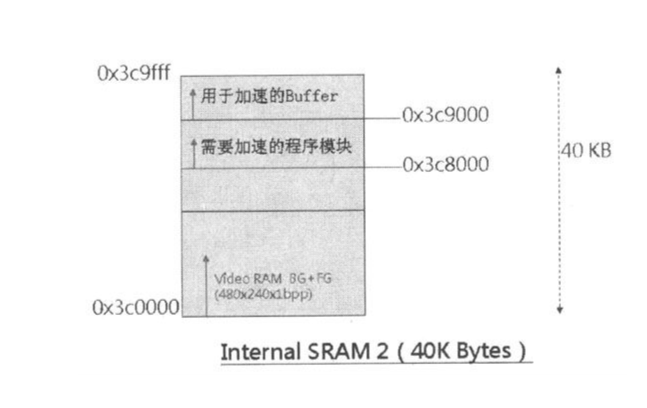 0x3c9fff
用于加速的Buffer
0x3c9000
需要加速的程序模块
40 KB
0x3c8000
Video RAM BG+FG
(480x240x1bpp)
0x3c0000
Internal SRAM 2 ( 40K Bytes )